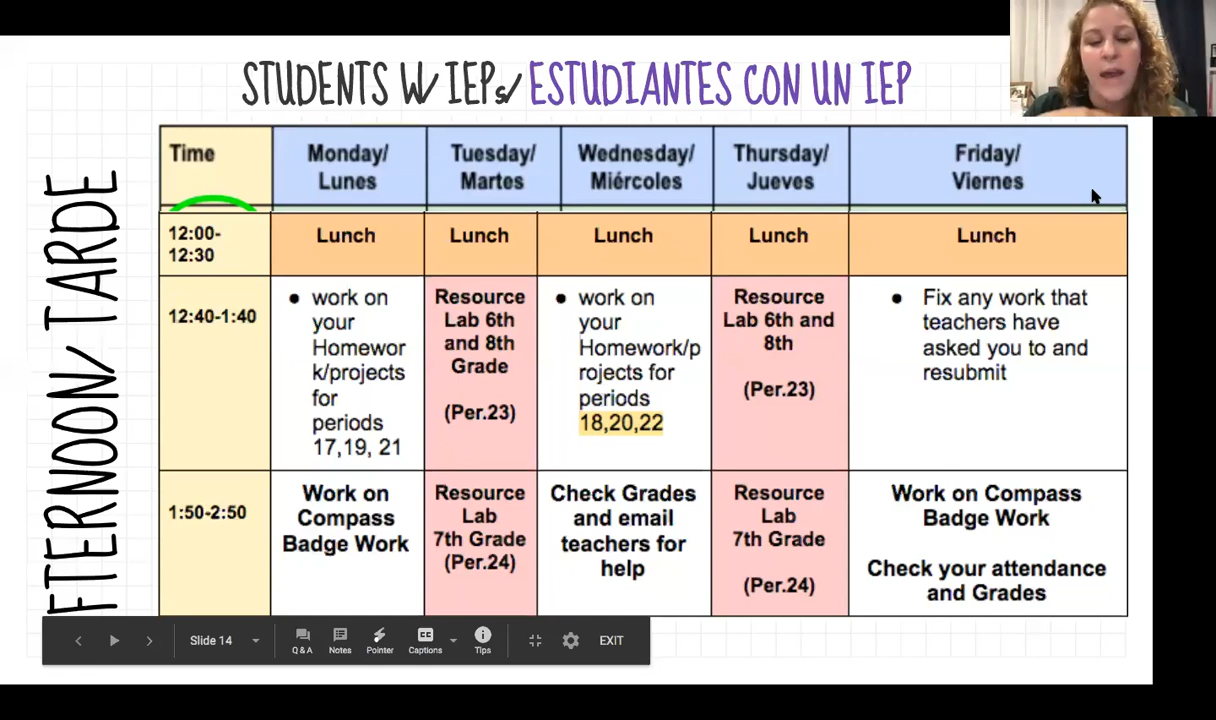 STUDENTS W/ IEPs/ ESTUDIANTES CON UN IEP
FTERNOON/ TARDE
Time
Monday/
Lunes
Tuesday/
Martes
Wednesday/
Miércoles
Thursday/
Jueves
Friday/
Viernes
12:00-
12:30
Lunch
Lunch
Lunch
Lunch
Lunch
12:40-1:40
• work on
your
Homewor
k/projects
for
periods
17,19, 21
Resource
Lab 6th
and 8th
Grade
(Per.23)
• work on
your
Homework/p
rojects for
periods
18,20,22
Resource
Lab 6th and
8th
(Per.23)
• Fix any work that
teachers have
asked you to and
resubmit
1:50-2:50
Work on
Compass
Badge Work
Resource
Lab
7th Grade
(Per.24)
Check Grades
and email
teachers for
help
Resource
Lab
7th Grade
(Per.24)
Work on Compass
Badge Work
Check your attendance
and Grades
Slide 14
Q & A
Notes
Pointer
CC
Captions
Tips
EXIT